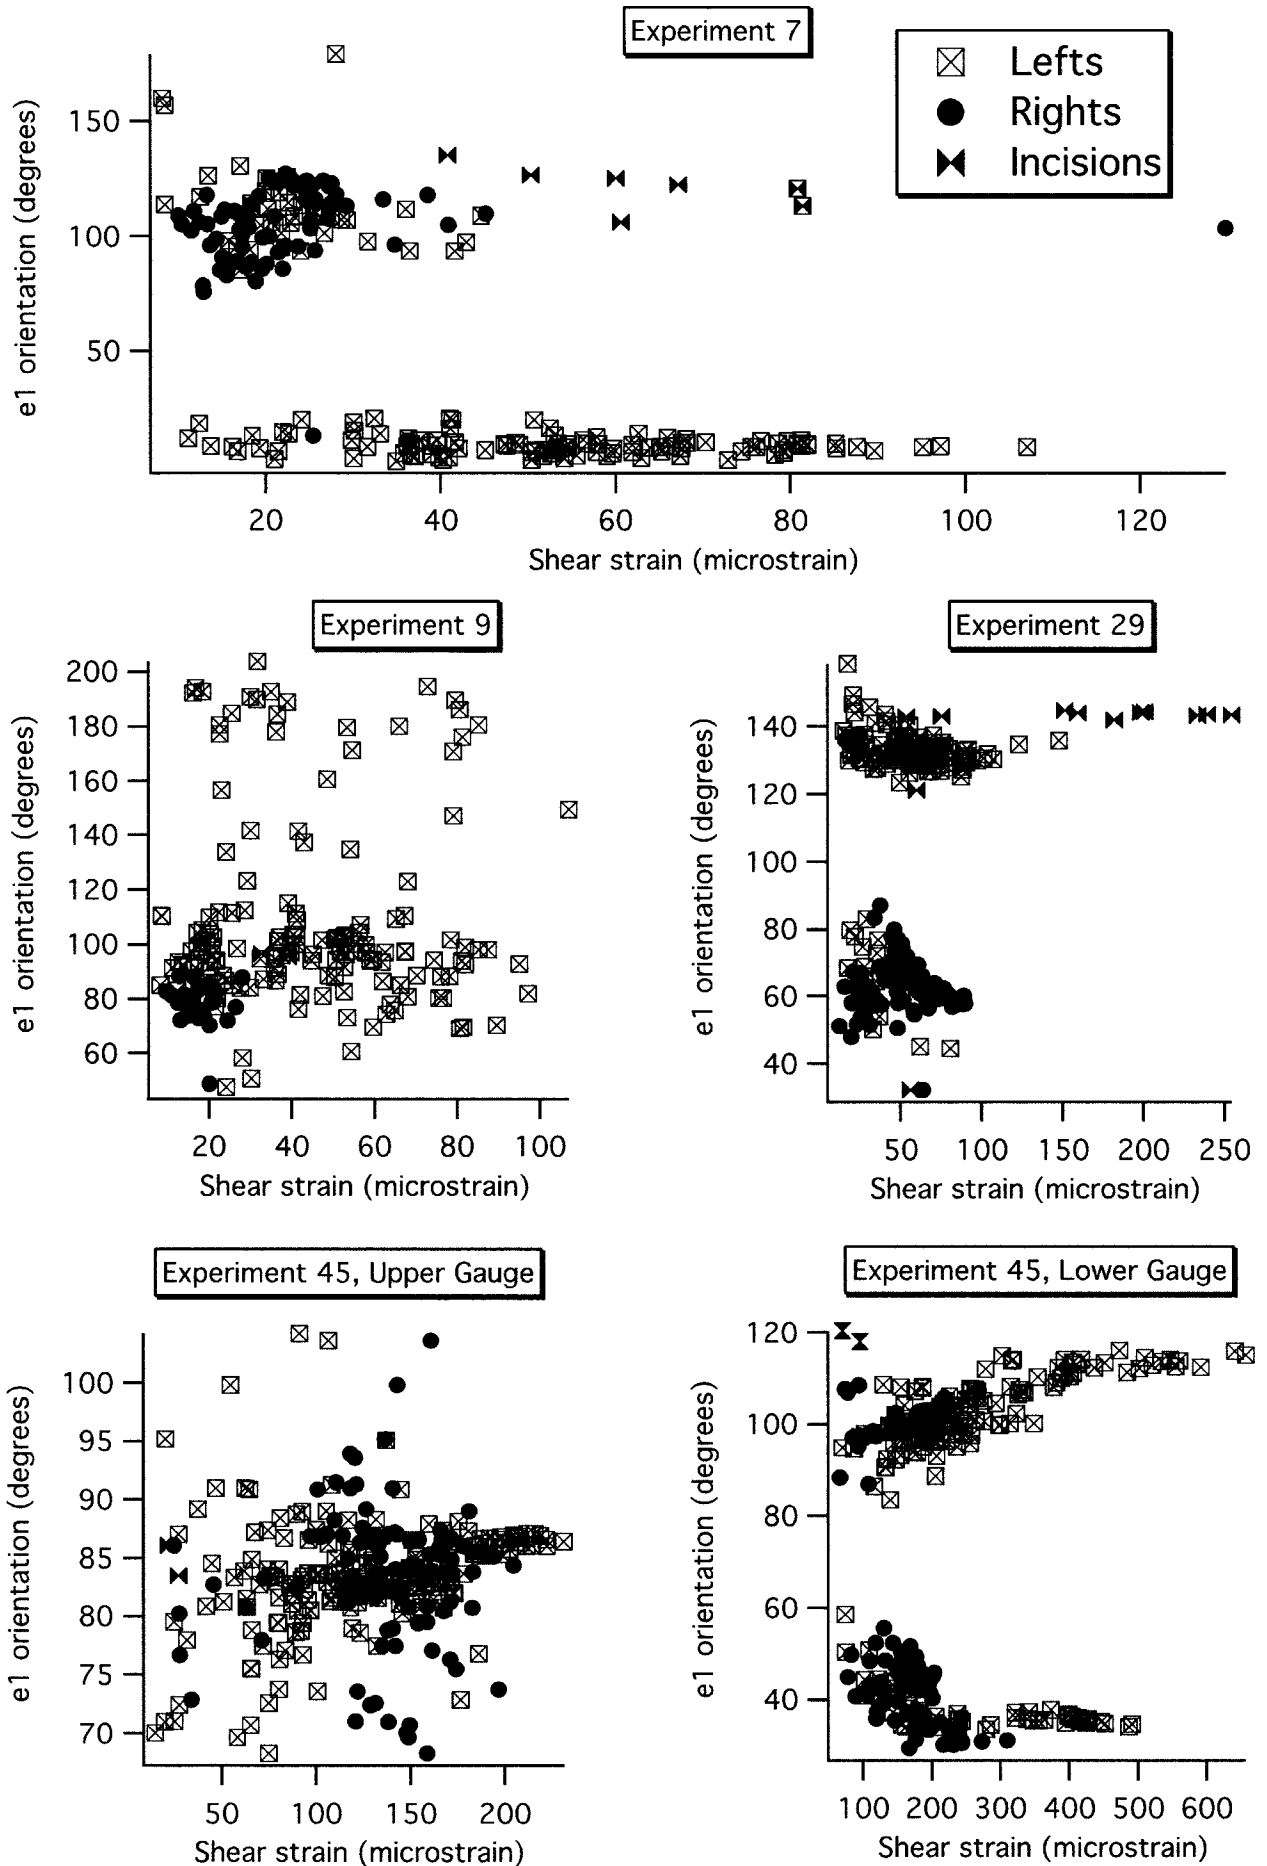 Experiment 7
Lefts
Rights
Incisions
e1 orientation (degrees)
150
100
50
20 40 60 80 100 120
Shear strain (microstrain)
Experiment 9
e1 orientation (degrees)
200
180
160
140
120
100
80
60
20 40 60 80 100
Shear strain (microstrain)
Experiment 29
e1 orientation (degrees)
140
120
100
80
60
40
50 100 150 200 250
Shear strain (microstrain)
Experiment 45, Upper Gauge
e1 orientation (degrees)
100
95
90
85
80
75
70
50 100 150 200
Shear strain (microstrain)
Experiment 45, Lower Gauge
e1 orientation (degrees)
120
100
80
60
40
100 200 300 400 500 600
Shear strain (microstrain)